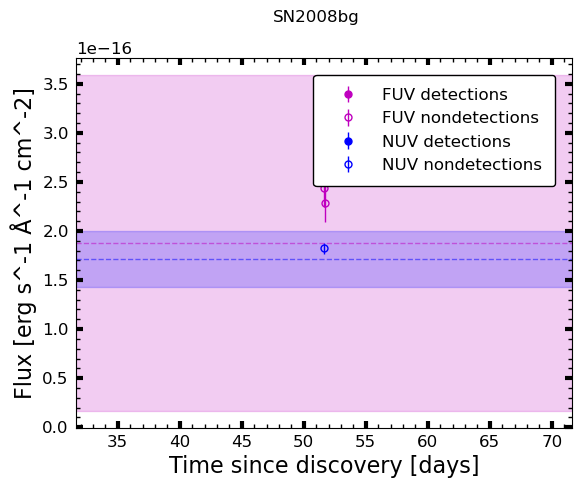 SN2008bg
1e−16
3.5
3.0
2.5
2.0
1.5
1.0
0.5
0.0
Flux [erg s^-1 Å^-1 cm^-2]
FUV detections
FUV nondetections
NUV detections
NUV nondetections
35 40 45 50 55 60 65 70
Time since discovery [days]